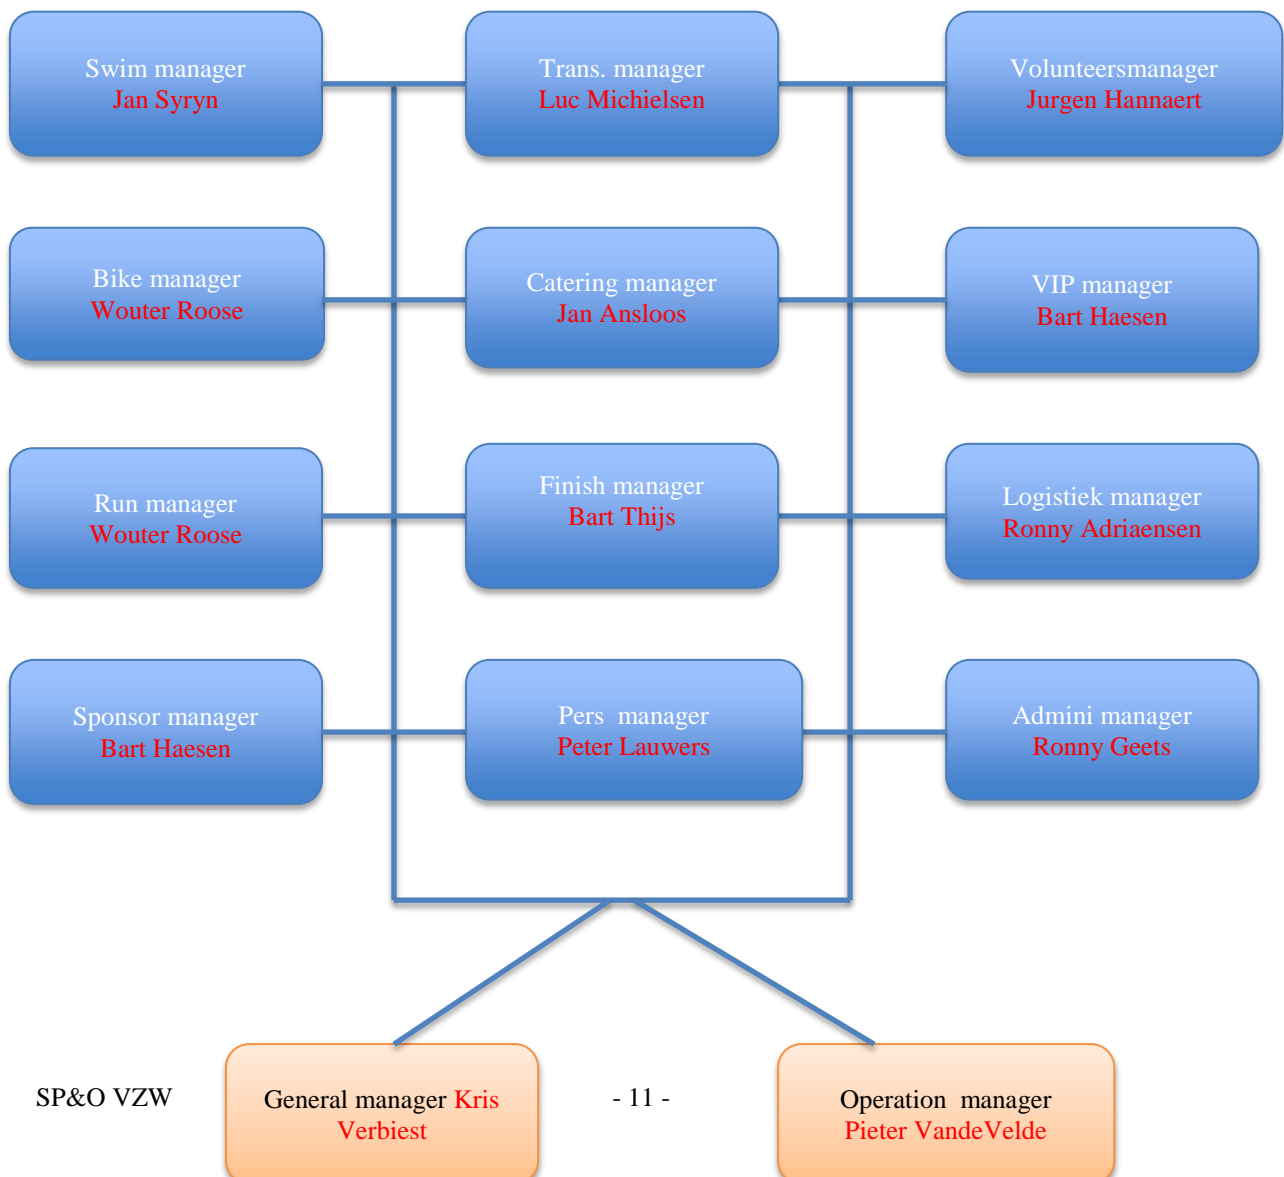 Swim manager
Jan Syryn
Trans. manager
Luc Michielsen
Volunteersmanager
Jurgen Hannaert
Bike manager
Wouter Roose
Catering manager
Jan Ansloos
VIP manager
Bart Haesen
Run manager
Wouter Roose
Finish manager
Bart Thijs
Logistiek manager
Ronny Adriaensen
Sponsor manager
Bart Haesen
Pers manager
Peter Lauwers
Admini manager
Ronny Geets
SP&O VZW
General manager Kris
Verbiest
- 11 -
Operation manager
Pieter VandeVelde